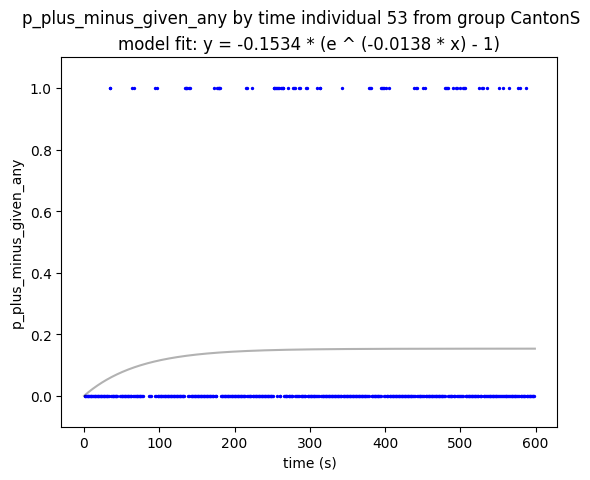 p_plus_minus_given_any by time individual 53 from group CantonS
model fit: y = -0.1534 * (e ^ (-0.0138 * x) - 1)
1.0
0.8
0.6
0.4
0.2
0.0
p_plus_minus_given_any
0 100 200 300 400 500 600
time (s)